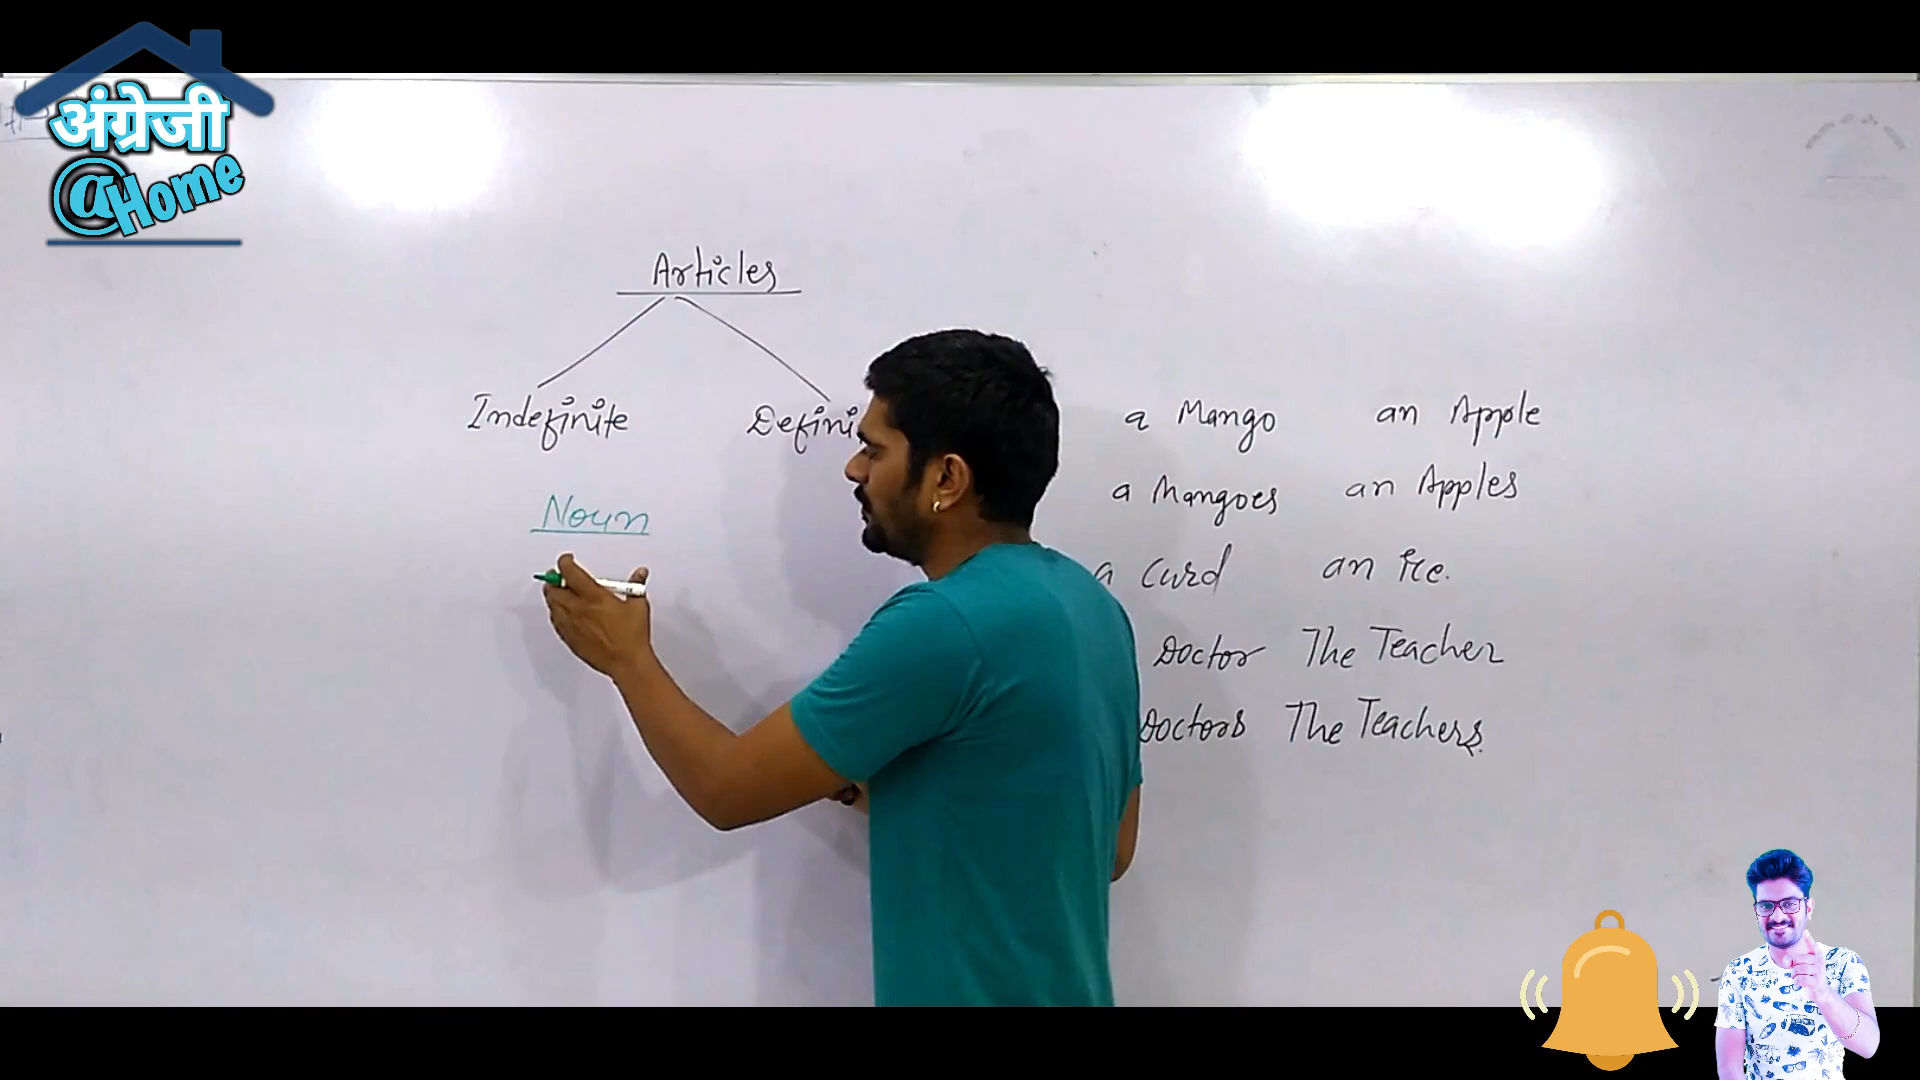 अंग्रेजी
@Home
Articles
Indefinite Defini
Noun
a Mango an Apple
a Mangoes an Apples
a Curd an Ice.
Doctor The Teacher
Doctors The Teachers.